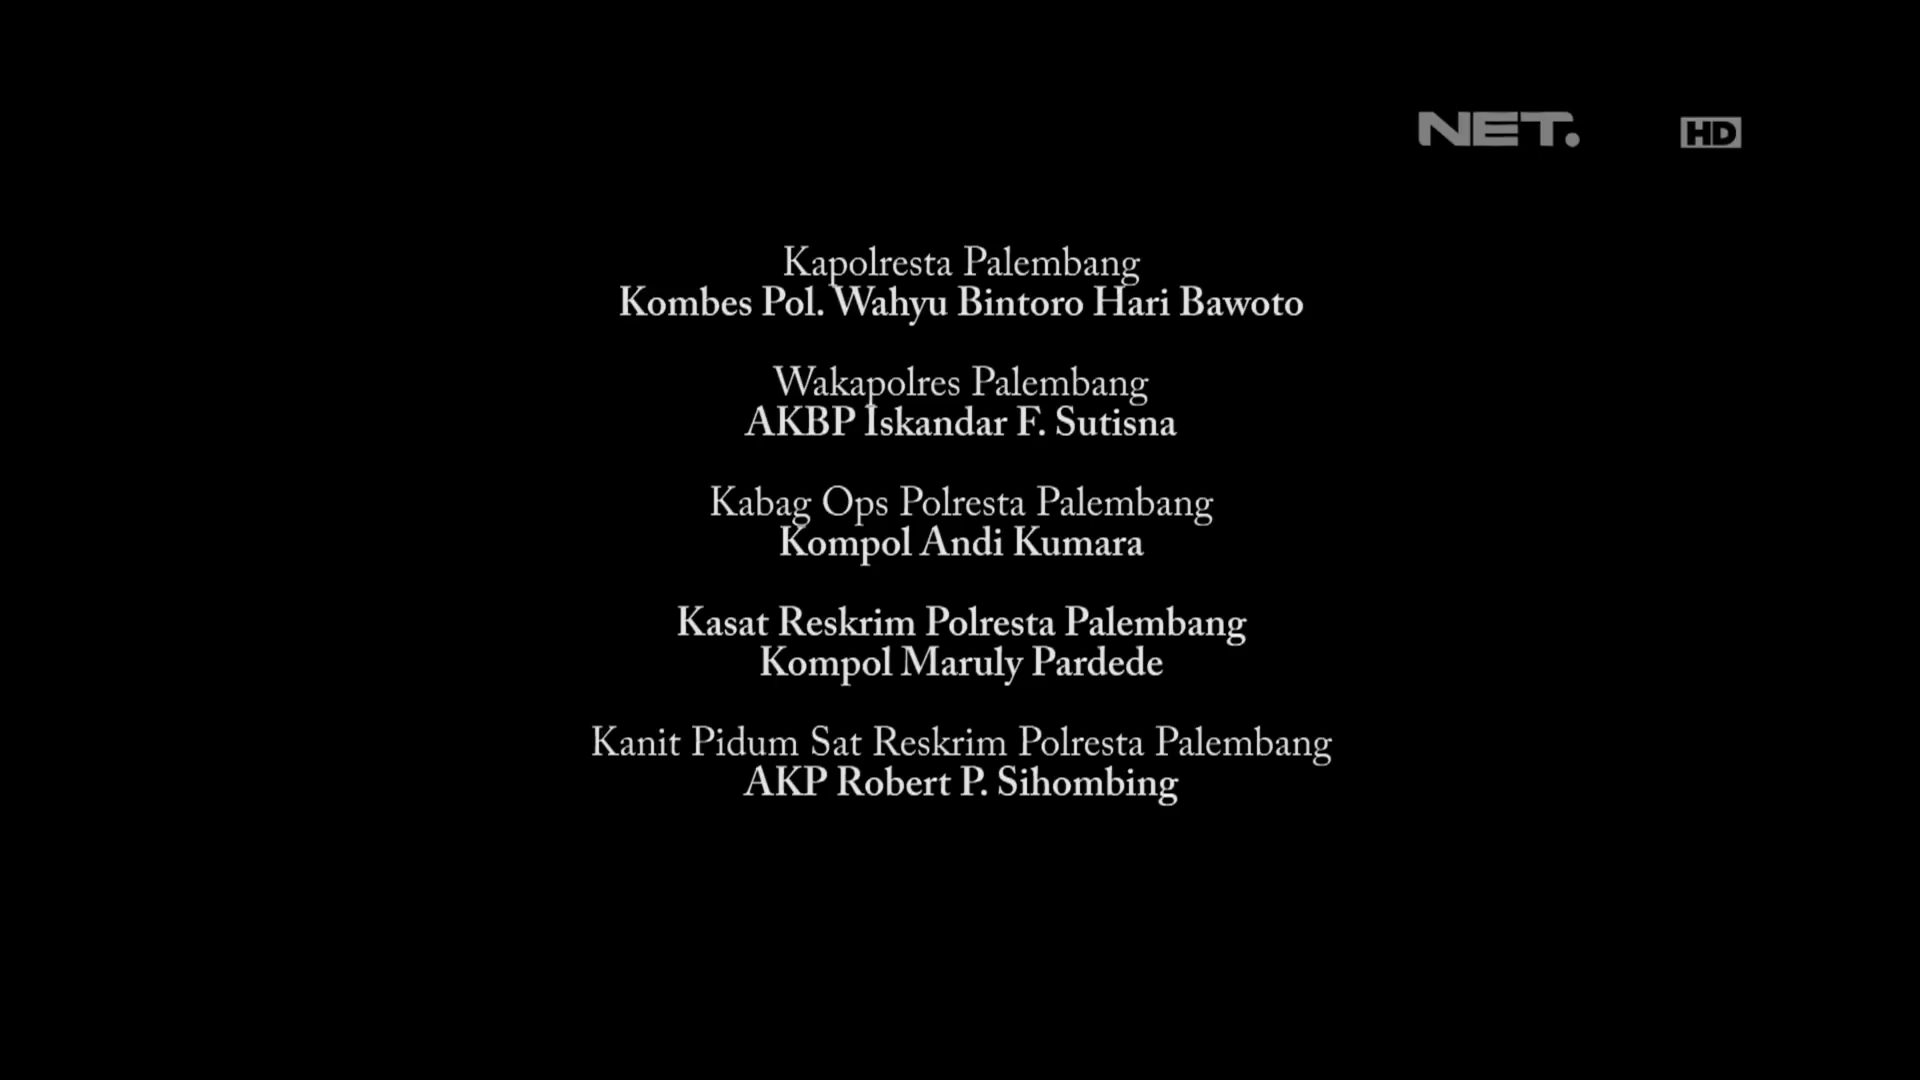 NET.
HD
Kapolresta Palembang
Kombes Pol. Wahyu Bintoro Hari Bawoto
Wakapolres Palembang
AKBP Iskandar F. Sutisna
Kabag Ops Polresta Palembang
Kompol Andi Kumara
Kasat Reskrim Polresta Palembang
Kompol Maruly Pardede
Kanit Pidum Sat Reskrim Polresta Palembang
AKP Robert P. Sihombing